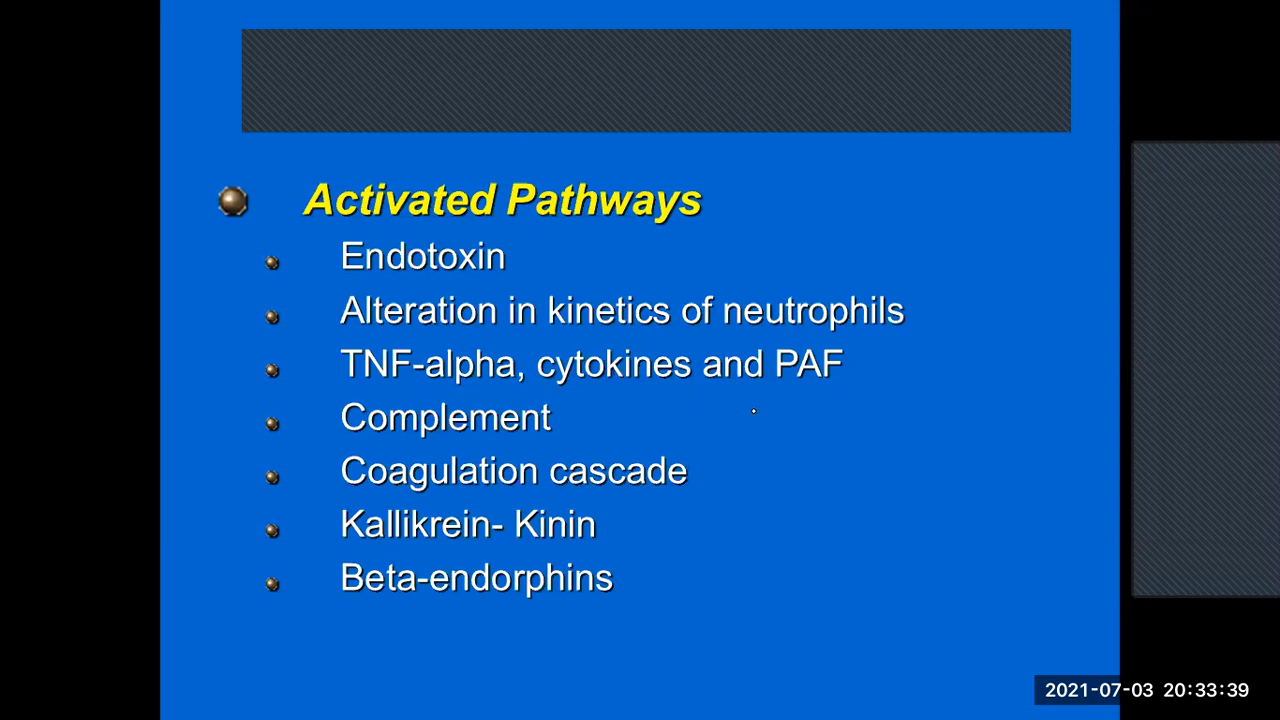 Activated Pathways
Endotoxin
Alteration in kinetics of neutrophils
TNF-alpha, cytokines and PAF
Complement
Coagulation cascade
Kallikrein- Kinin
Beta-endorphins
2021-07-03 20:33:39